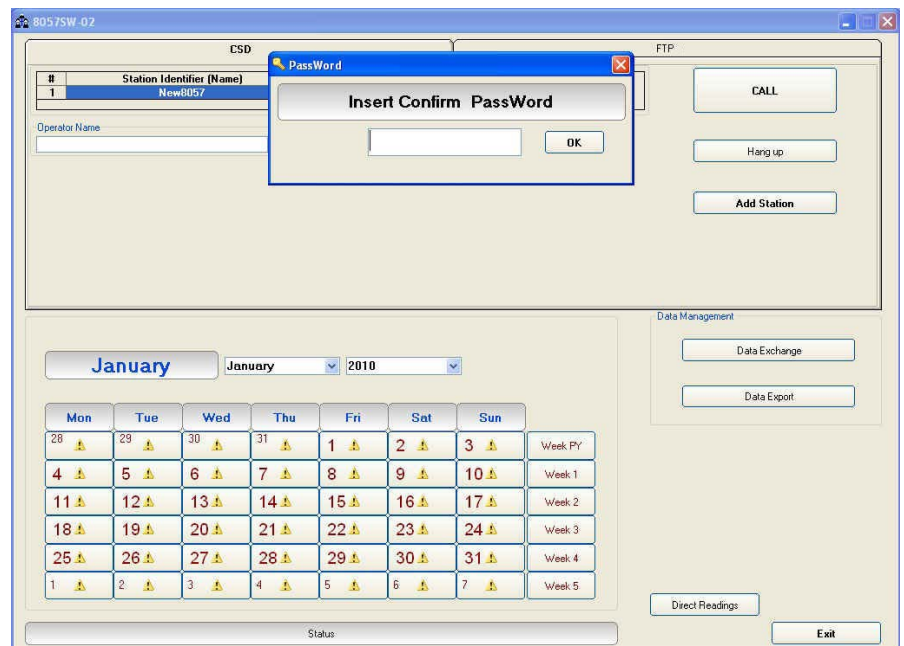 8057SW-02
CSD
FTP
PassWord
# Station Identifier (Name)
1 New8057
Insert Confirm PassWord
OK
CALL
Operator Name
Hang up
Add Station
Data Management
Data Exchange
Data Export
January January 2010
Mon Tue Wed Thu Fri Sat Sun
28 29 30 31 1 2 3 Week PY
4 5 6 7 8 9 10 Week 1
11 12 13 14 15 16 17 Week 2
18 19 20 21 22 23 24 Week 3
25 26 27 28 29 30 31 Week 4
1 2 3 4 5 6 7 Week 5
Direct Readings
Status
Exit